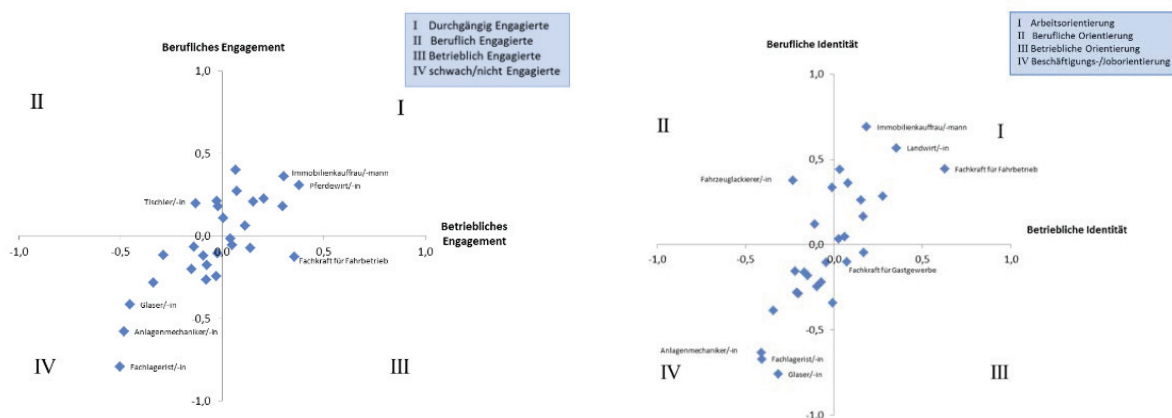 Berufliches Engagement
I Durchgängig Engagierte
II Beruflich Engagierte
III Betrieblich Engagierte
IV schwach/nicht Engagierte
1,0
II
I
0,5
Immobilienkauffrau/-mann
Pferdewirt/-in
Tischler/-in
Betriebliches
Engagement
0,0
-1,0
-0,5
0,0
0,5
1,0
Fachkraft für Fahrbetrieb
Glaser/-in
-0,5
Anlagenmechaniker/-in
Fachlagerist/-in
IV
III
-1,0
Berufliche Identität
I Arbeitsorientierung
II Berufliche Orientierung
III Betriebliche Orientierung
IV Beschäftigungs-/Joborientierung
1,0
II
I
Immobilienkauffrau/-mann
Landwirt/-in
0,5
Fachkraft für Fahrbetrieb
Fahrzeuglackierer/-in
Betriebliche Identität
0,0
-1,0
-0,5
0,0
0,5
1,0
Fachkraft für Gastgewerbe
-0,5
Anlagenmechaniker/-in
Fachlagerist/-in
Glaser/-in
IV
III
-1,0